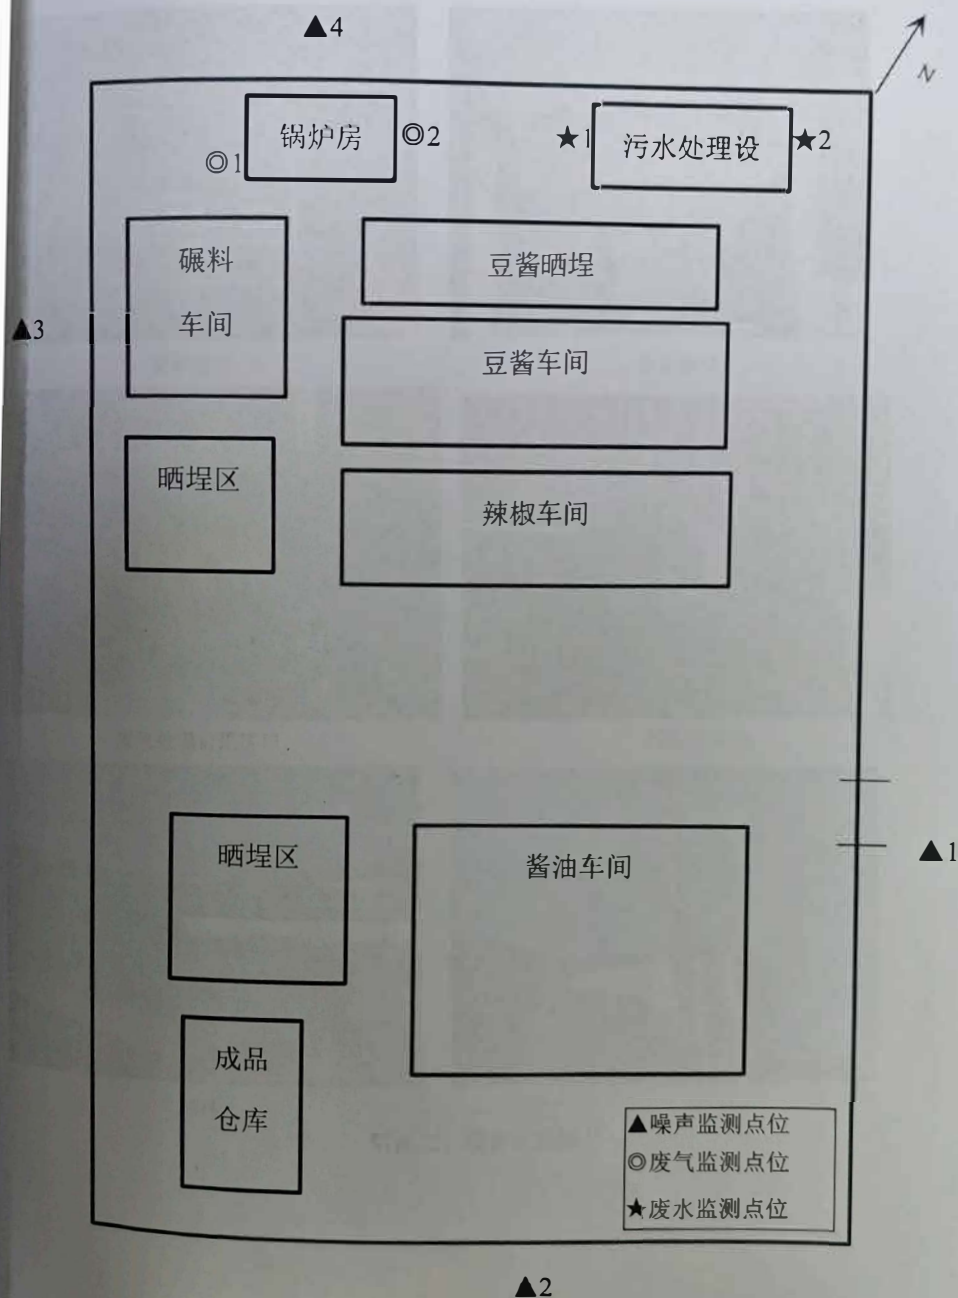 ▲4
N
锅炉房
◎2
★1
污水处理设
★2
◎1
碾料
车间
豆酱晒埕
▲3
豆酱车间
晒埕区
辣椒车间
晒埕区
酱油车间
▲1
成品
仓库
▲噪声监测点位
◎废气监测点位
★废水监测点位
▲2